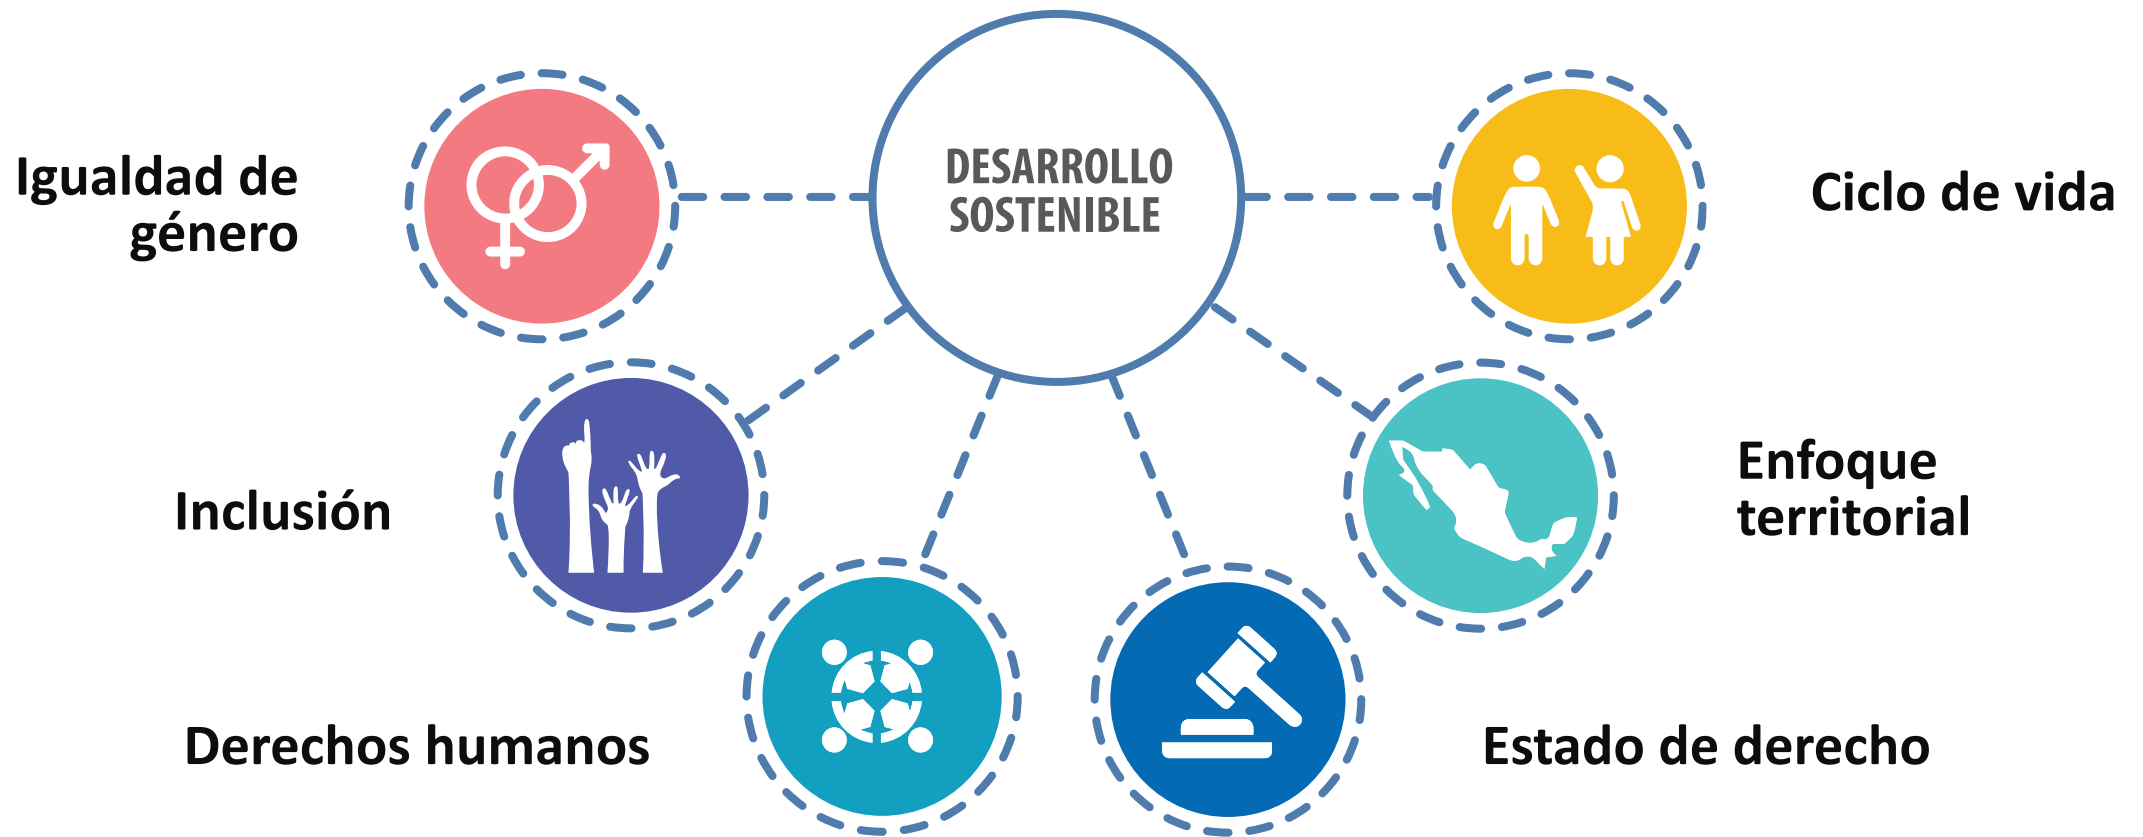 DESARROLLO
SOSTENIBLE
Igualdad de
género
Ciclo de vida
Inclusión
Enfoque
territorial
Derechos humanos
Estado de derecho